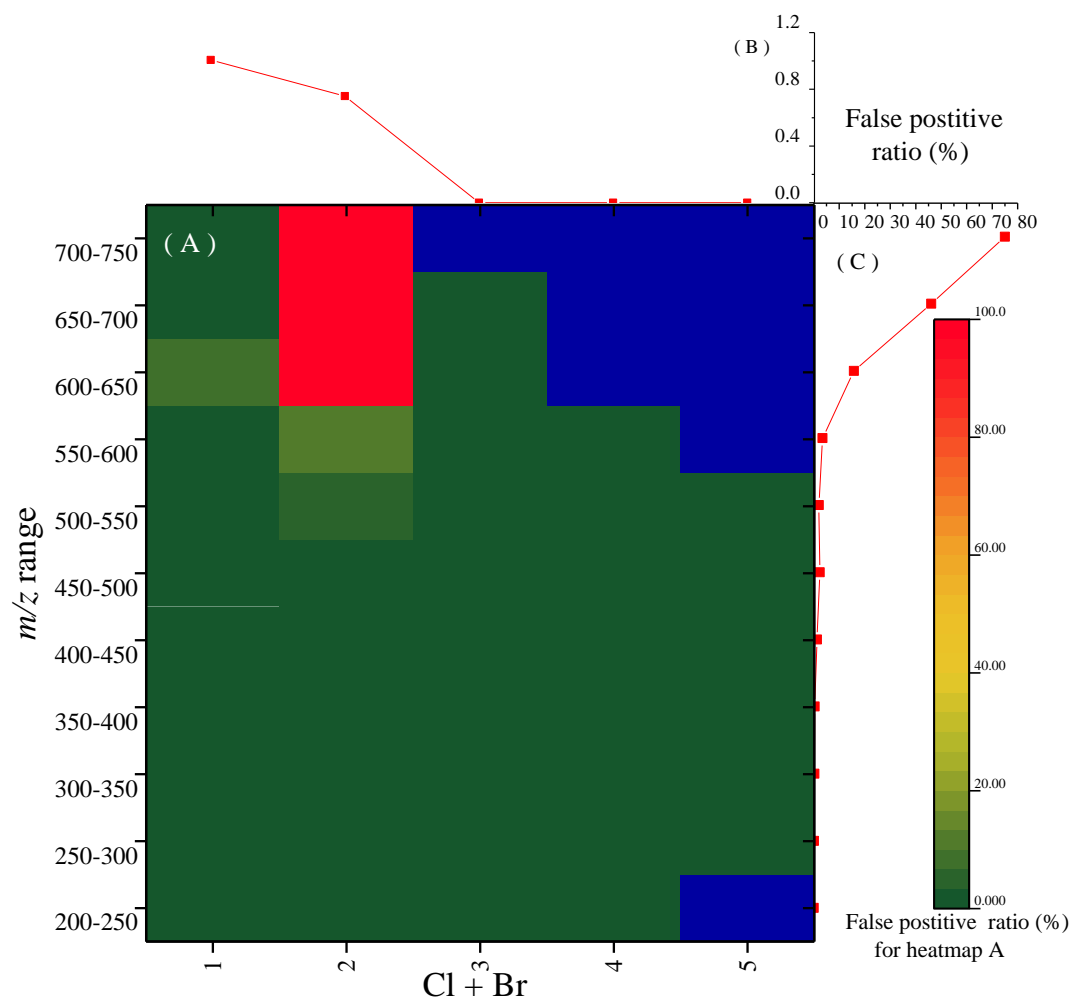 1.2
( B )
0.8
0.4
0.0
False postitive
ratio (%)
0 10 20 30 40 50 60 70 80
( A )
( C )
700-750
650-700
600-650
550-600
500-550
450-500
400-450
350-400
300-350
250-300
200-250
m/z range
100.0
80.00
60.00
40.00
20.00
0.000
False postitive ratio (%)
for heatmap A
1 2 3 4 5
Cl + Br